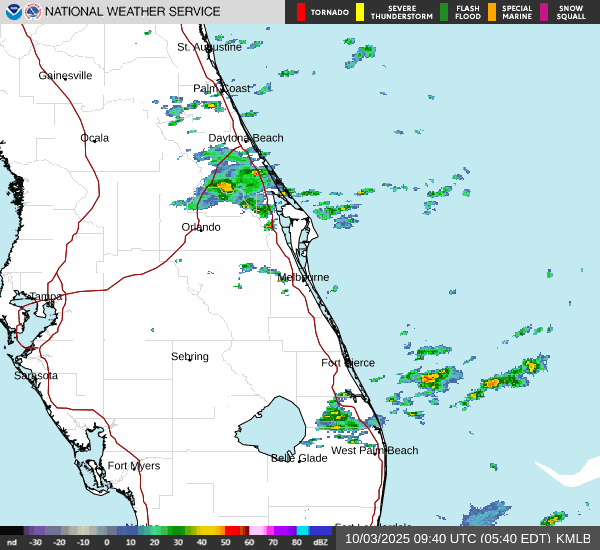 NATIONAL WEATHER SERVICE
TORNADO
SEVERE THUNDERSTORM
FLASH FLOOD
SPECIAL MARINE
SNOW SQUALL
St. Augustine
Gainesville
Palm Coast
Ocala
Daytona Beach
Orlando
Melbourne
Tampa
Sebring
Fort Pierce
Sarasota
West Palm Beach
Belle Glade
Fort Myers
nd -30 -20 -10 0 10 20 30 40 50 60 70 80 dBZ
10/03/2025 09:40 UTC (05:40 EDT) KMLB